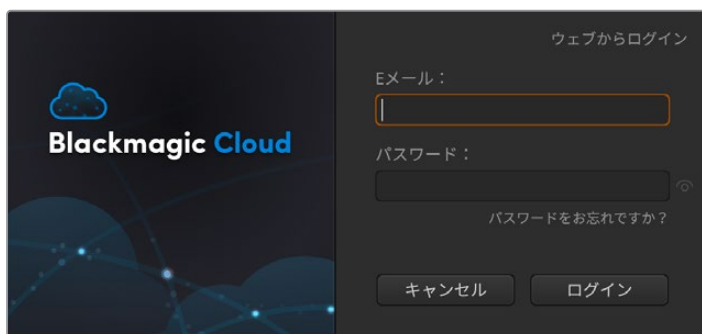 ウェブからログイン
Eメール：
Blackmagic Cloud
パスワード：
パスワードをお忘れですか？
キャンセル
ログイン